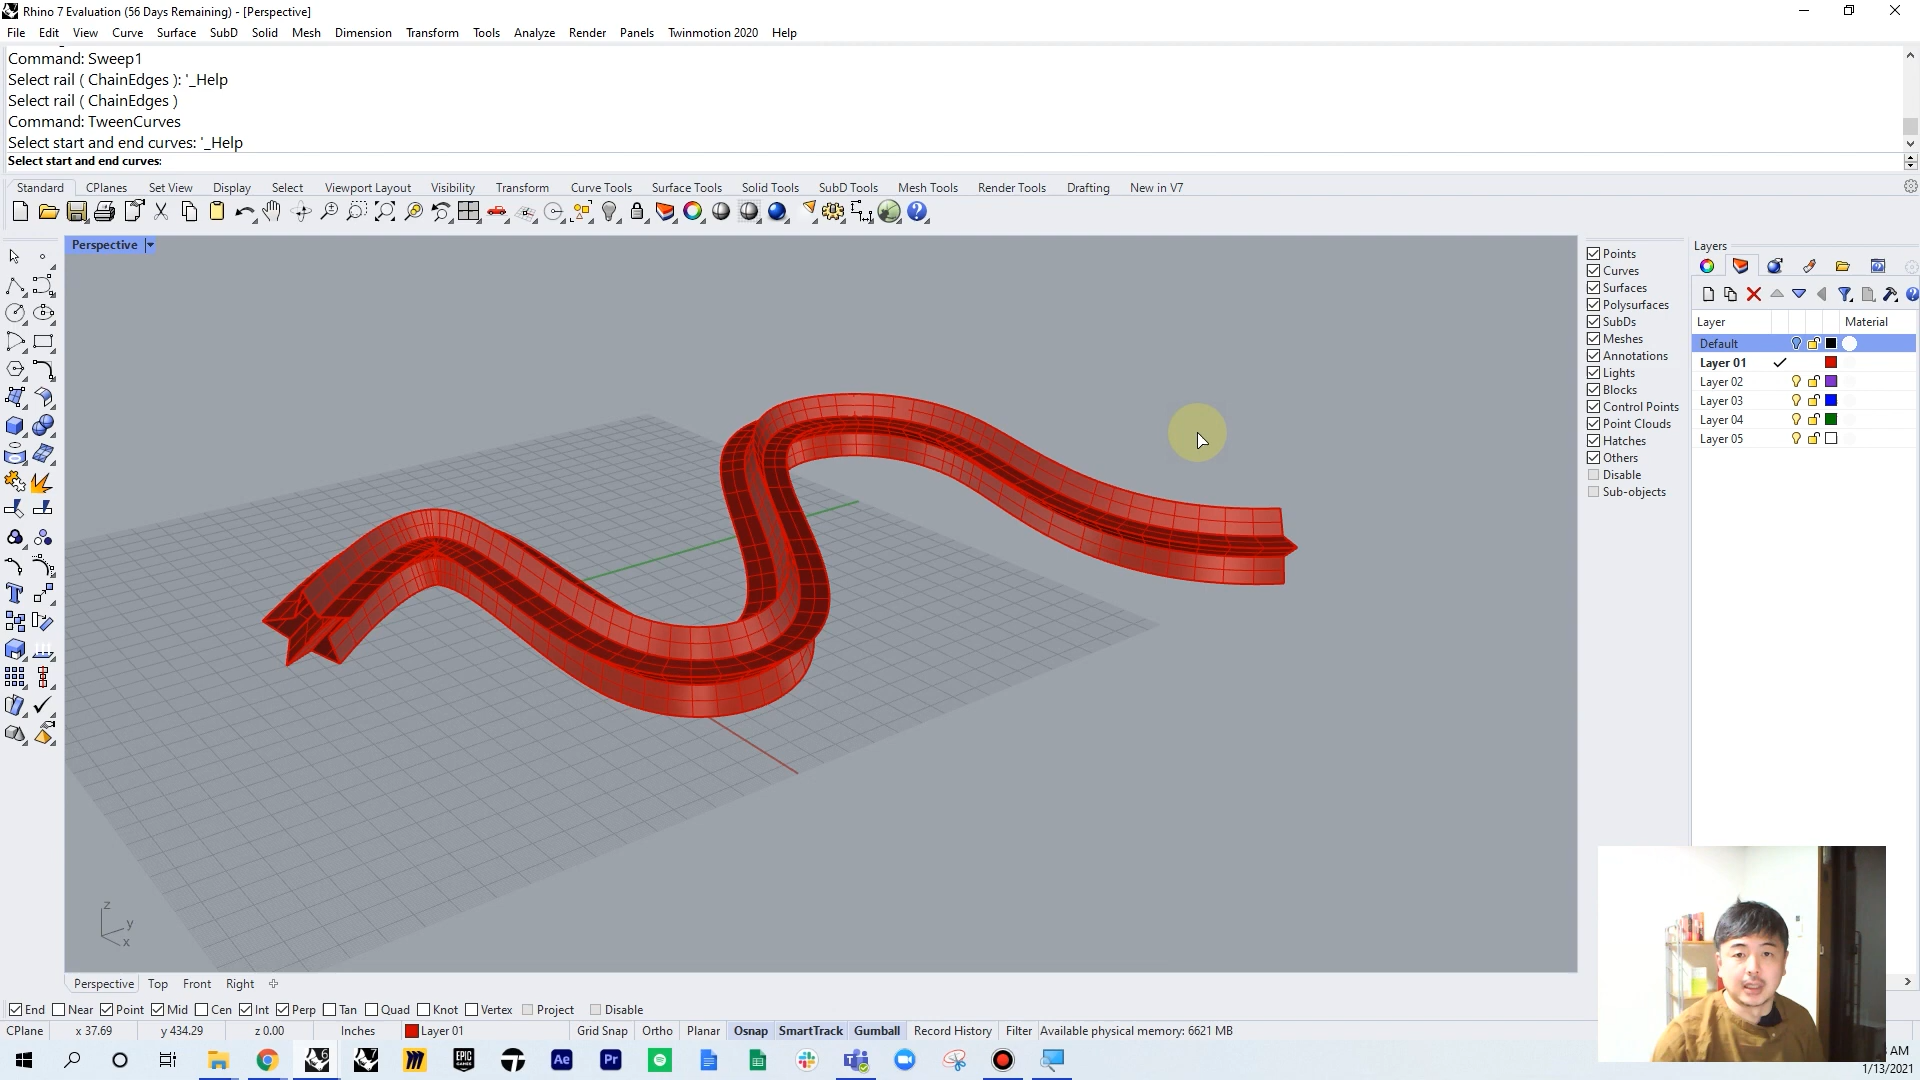 Rhino 7 Evaluation (56 Days Remaining) - [Perspective]
File Edit View Curve Surface SubD Solid Mesh Dimension Transform Tools Analyze Render Panels Twinmotion 2020 Help
Command: Sweep1
Select rail ( ChainEdges ): '_Help
Select rail ( ChainEdges )
Command: TweenCurves
Select start and end curves: '_Help
Select start and end curves:
Standard CPlanes Set View Display Select Viewport Layout Visibility Transform Curve Tools Surface Tools Solid Tools SubD Tools Mesh Tools Render Tools Drafting New in V7
Perspective
Points
Curves
Surfaces
Polysurfaces
SubDs
Meshes
Annotations
Lights
Blocks
Control Points
Point Clouds
Hatches
Others
Disable
Sub-objects
Layers
Layer Material
Default
Layer 01
Layer 02
Layer 03
Layer 04
Layer 05
z
y
x
Perspective Top Front Right
End Near Point Mid Cen Int Perp Tan Quad Knot Vertex Project Disable
CPlane x 37.69 y 434.29 z 0.00 Inches Layer 01 Grid Snap Ortho Planar Osnap SmartTrack Gumball Record History Filter Available physical memory: 6621 MB
6 7 EPIC GAMES Ae Pr
AM
1/13/2021